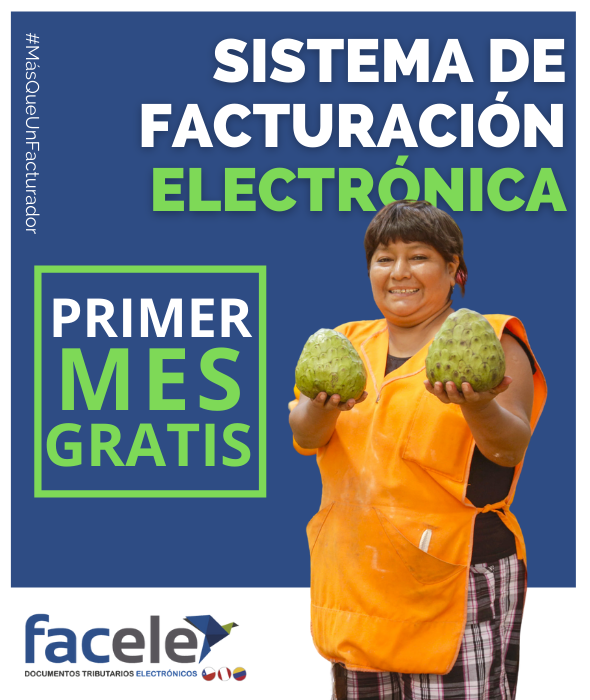 #MásQueUnFacturador
SISTEMA DE
FACTURACIÓN
ELECTRÓNICA
PRIMER
MES
GRATIS
facele
DOCUMENTOS TRIBUTARIOS ELECTRÓNICOS